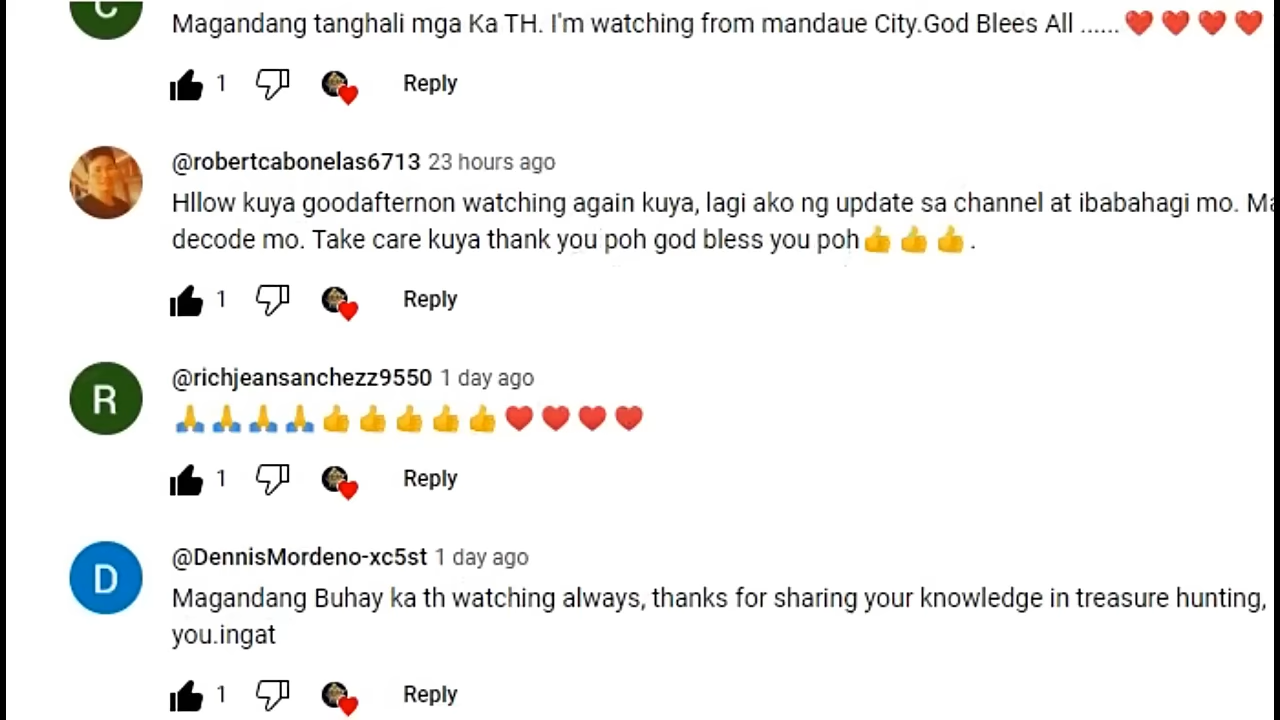 C
Magandang tanghali mga Ka TH. I'm watching from mandaue City.God Blees All ...... ❤️ ❤️ ❤️ ❤️
1 Reply
@robertcabonelas6713 23 hours ago
Hllow kuya goodafternon watching again kuya, lagi ako ng update sa channel at ibabahagi mo.
decode mo. Take care kuya thank you poh god bless you poh👍👍👍.
1 Reply
R
@richjeansanchezz9550 1 day ago
🙏🙏🙏🙏👍👍👍👍👍❤️❤️❤️❤️
1 Reply
D
@DennisMordeno-xc5st 1 day ago
Magandang Buhay ka th watching always, thanks for sharing your knowledge in treasure hunting,
you.ingat
1 Reply